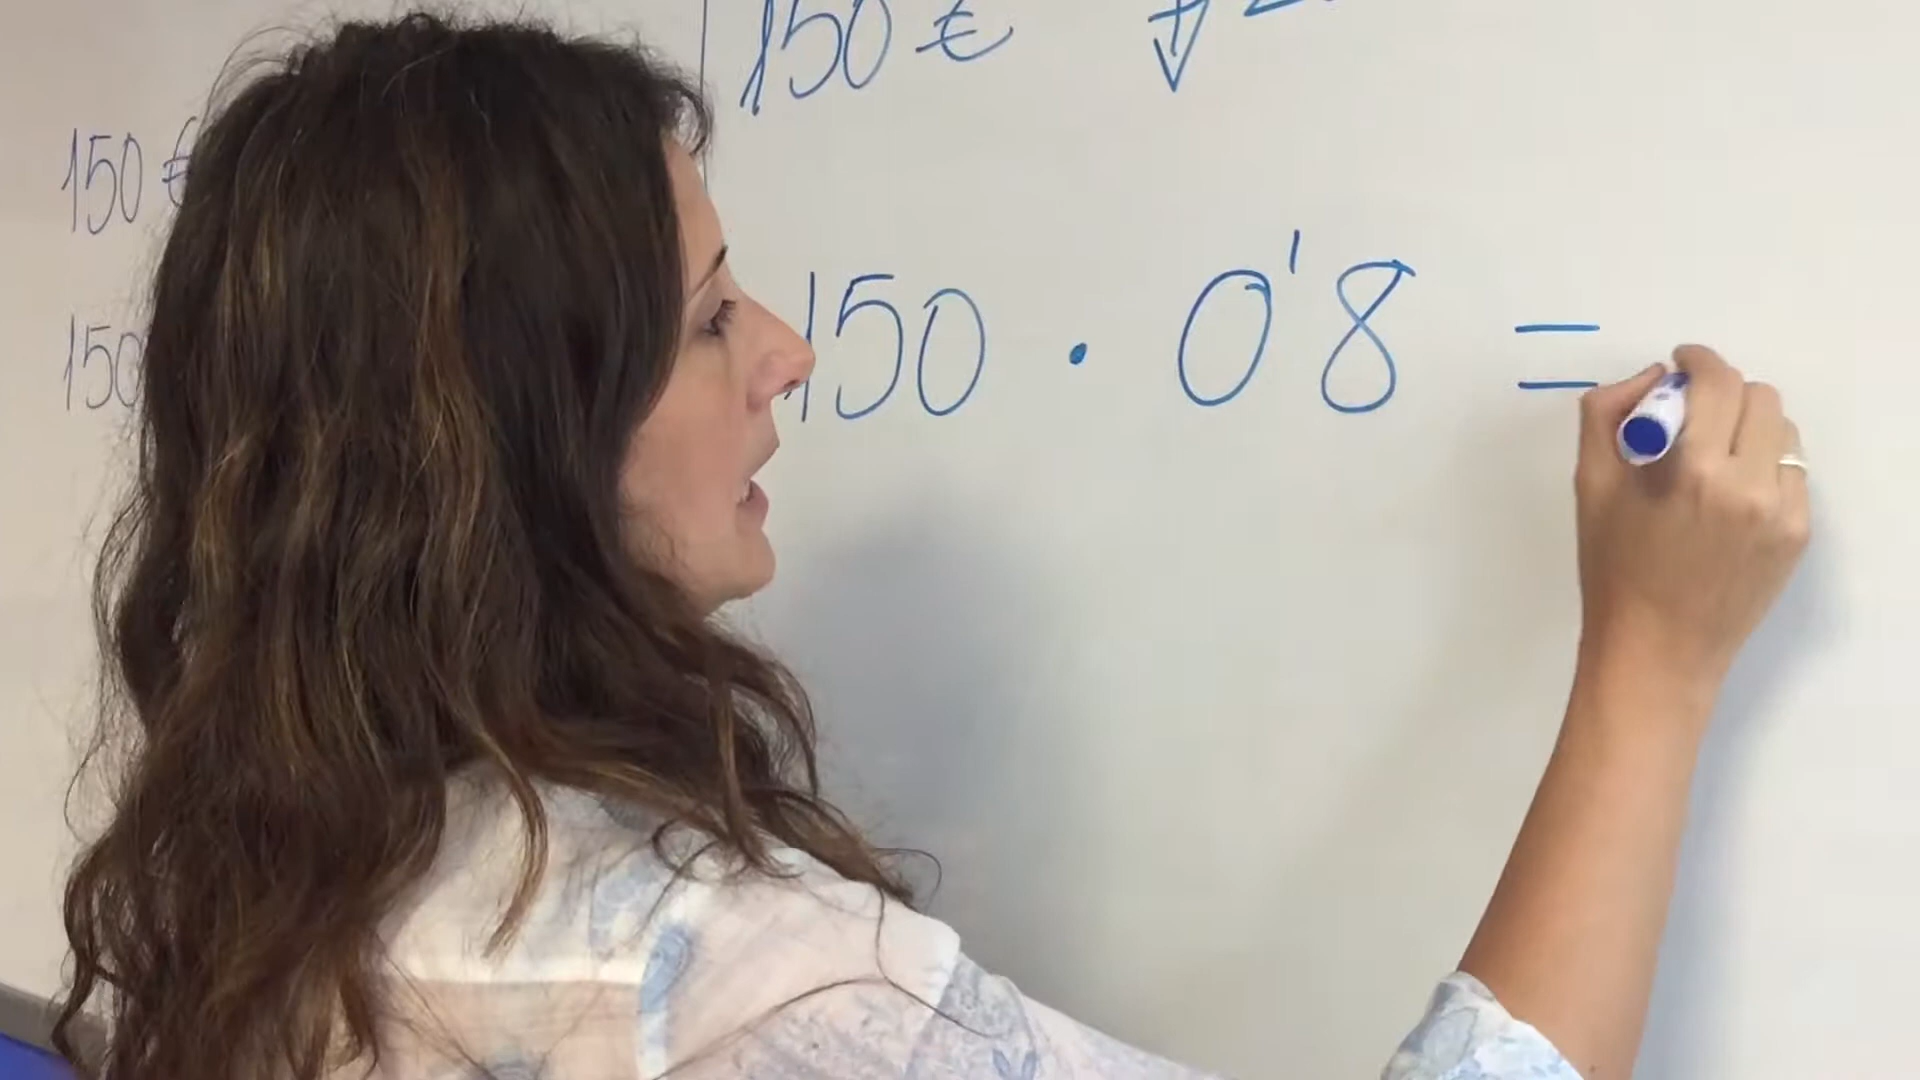 150 €
150 €
150
150 · 0'8 =